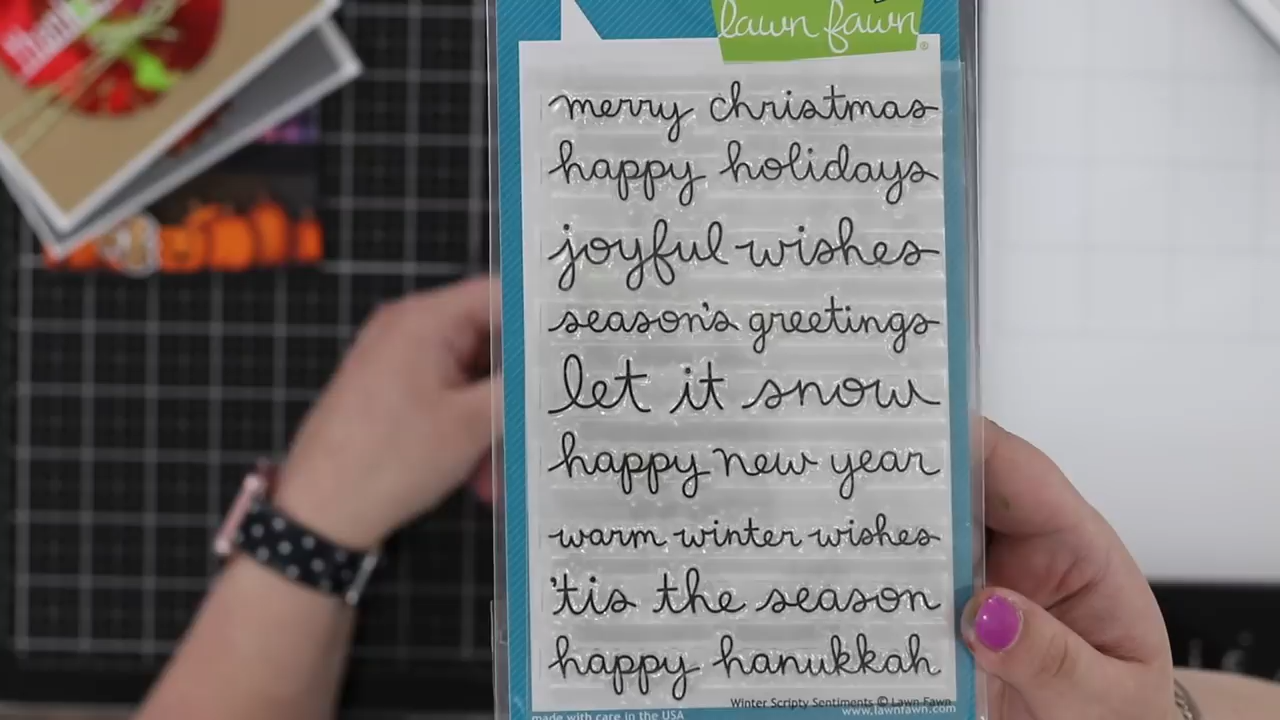 lawn fawn
merry christmas
happy holidays
joyful wishes
season's greetings
let it snow
happy new year
warm winter wishes
'tis the season
happy hanukkah
Winter Scripty Sentiments © Lawn Fawn
made with care in the USA www.lawnfawn.com